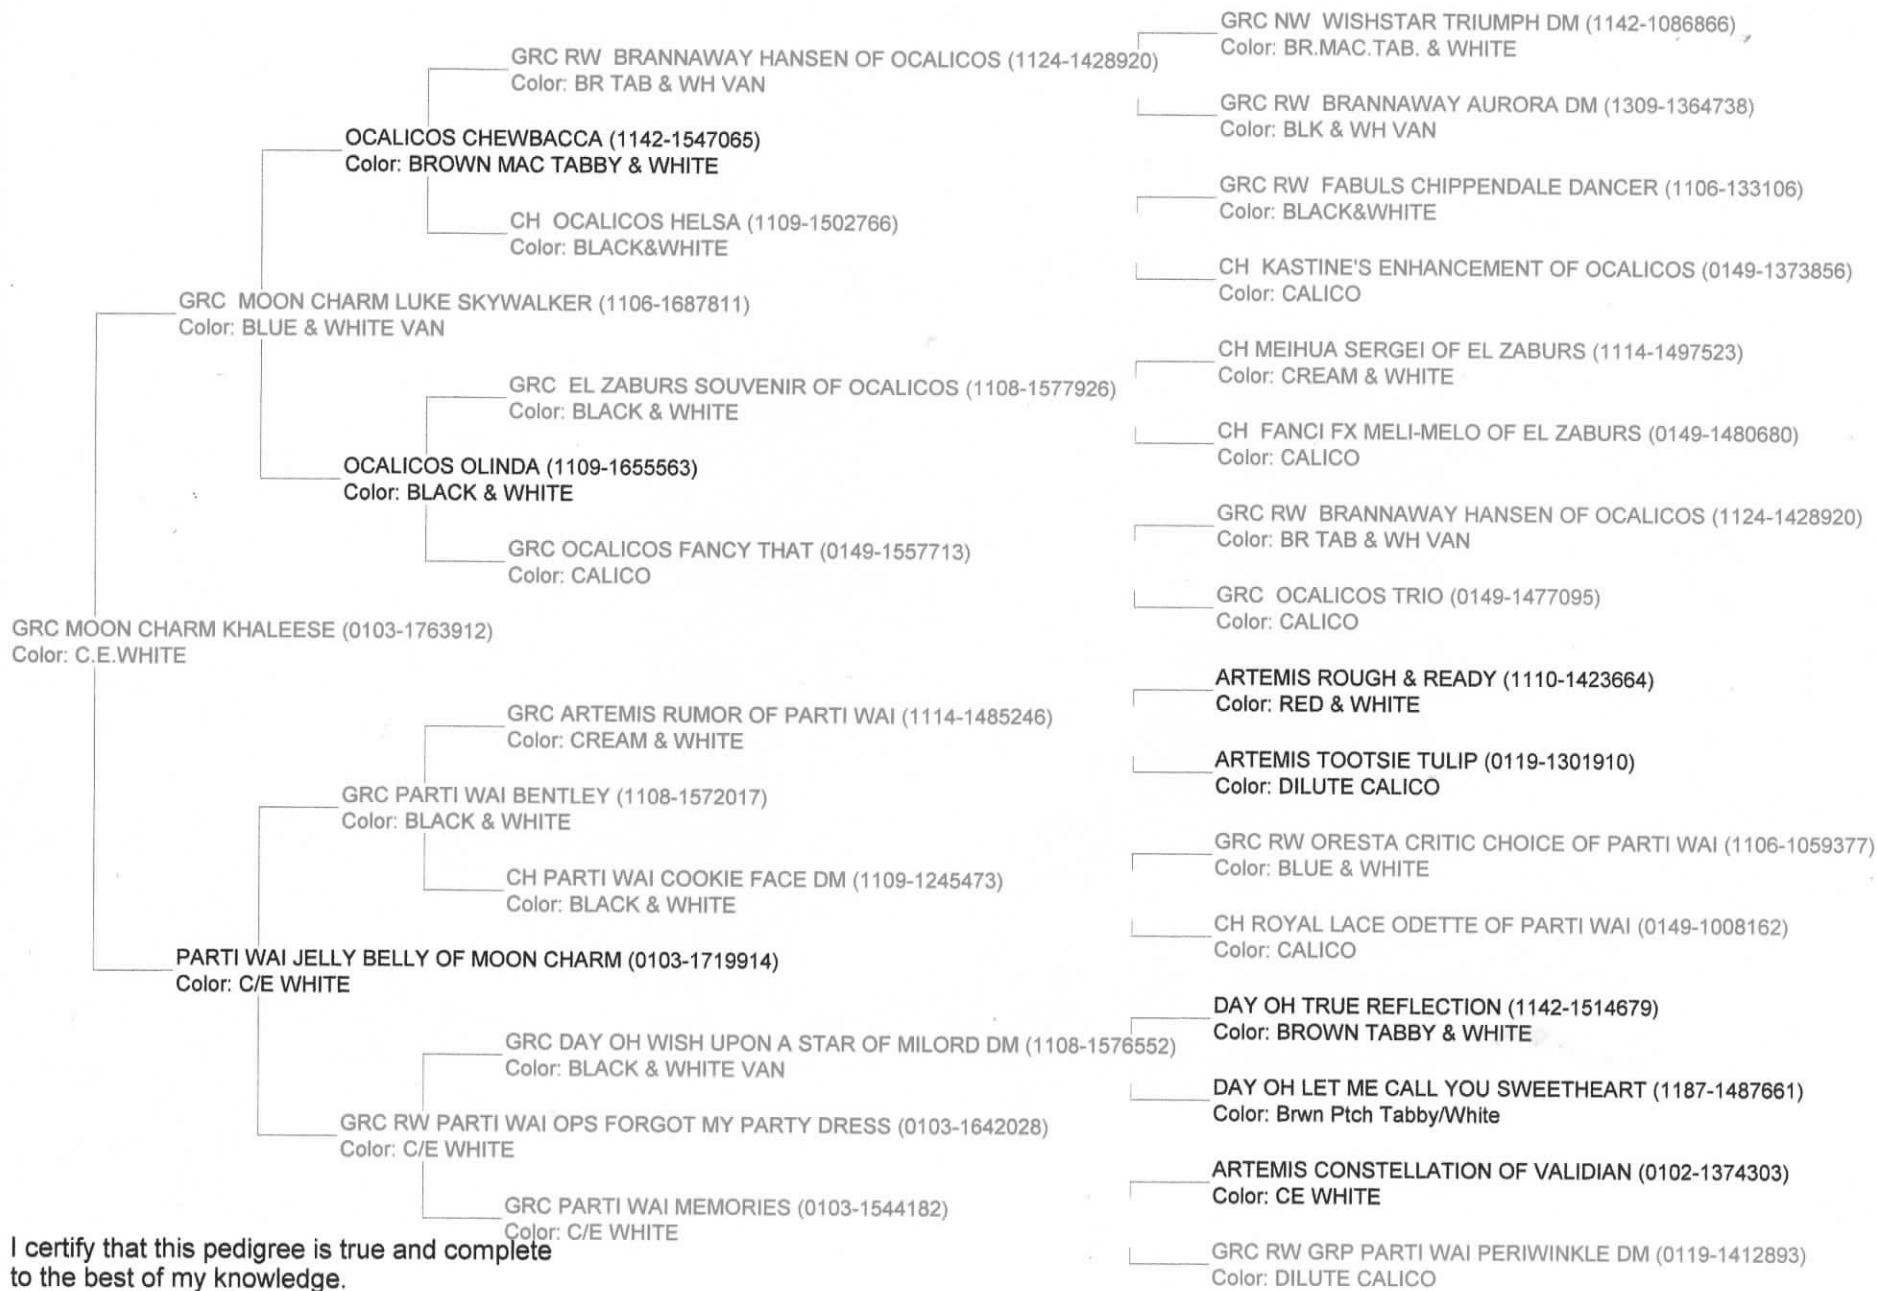 GRC NW WISHSTAR TRIUMPH DM (1142-1086866)
Color: BR.MAC.TAB. & WHITE
GRC RW BRANNAWAY HANSEN OF OCALICOS (1124-1428920)
Color: BR TAB & WH VAN
GRC RW BRANNAWAY AURORA DM (1309-1364738)
Color: BLK & WH VAN
OCALICOS CHEWBACCA (1142-1547065)
Color: BROWN MAC TABBY & WHITE
GRC RW FABULS CHIPPENDALE DANCER (1106-133106)
Color: BLACK&WHITE
CH OCALICOS HELSA (1109-1502766)
Color: BLACK&WHITE
CH KASTINE'S ENHANCEMENT OF OCALICOS (0149-1373856)
Color: CALICO
GRC MOON CHARM LUKE SKYWALKER (1106-1687811)
Color: BLUE & WHITE VAN
CH MEIHUA SERGEI OF EL ZABURS (1114-1497523)
Color: CREAM & WHITE
GRC EL ZABURS SOUVENIR OF OCALICOS (1108-1577926)
Color: BLACK & WHITE
CH FANCI FX MELI-MELO OF EL ZABURS (0149-1480680)
Color: CALICO
OCALICOS OLINDA (1109-1655563)
Color: BLACK & WHITE
GRC RW BRANNAWAY HANSEN OF OCALICOS (1124-1428920)
Color: BR TAB & WH VAN
GRC OCALICOS FANCY THAT (0149-1557713)
Color: CALICO
GRC OCALICOS TRIO (0149-1477095)
Color: CALICO
GRC MOON CHARM KHALEESE (0103-1763912)
Color: C.E.WHITE
ARTEMIS ROUGH & READY (1110-1423664)
Color: RED & WHITE
GRC ARTEMIS RUMOR OF PARTI WAI (1114-1485246)
Color: CREAM & WHITE
ARTEMIS TOOTSIE TULIP (0119-1301910)
Color: DILUTE CALICO
GRC PARTI WAI BENTLEY (1108-1572017)
Color: BLACK & WHITE
GRC RW ORESTA CRITIC CHOICE OF PARTI WAI (1106-1059377)
Color: BLUE & WHITE
CH PARTI WAI COOKIE FACE DM (1109-1245473)
Color: BLACK & WHITE
CH ROYAL LACE ODETTE OF PARTI WAI (0149-1008162)
Color: CALICO
PARTI WAI JELLY BELLY OF MOON CHARM (0103-1719914)
Color: C/E WHITE
DAY OH TRUE REFLECTION (1142-1514679)
Color: BROWN TABBY & WHITE
GRC DAY OH WISH UPON A STAR OF MILORD DM (1108-1576552)
Color: BLACK & WHITE VAN
DAY OH LET ME CALL YOU SWEETHEART (1187-1487661)
Color: Brwn Ptch Tabby/White
GRC RW PARTI WAI OPS FORGOT MY PARTY DRESS (0103-1642028)
Color: C/E WHITE
ARTEMIS CONSTELLATION OF VALIDIAN (0102-1374303)
Color: CE WHITE
GRC PARTI WAI MEMORIES (0103-1544182)
Color: C/E WHITE
GRC RW GRP PARTI WAI PERIWINKLE DM (0119-1412893)
Color: DILUTE CALICO
I certify that this pedigree is true and complete
to the best of my knowledge.